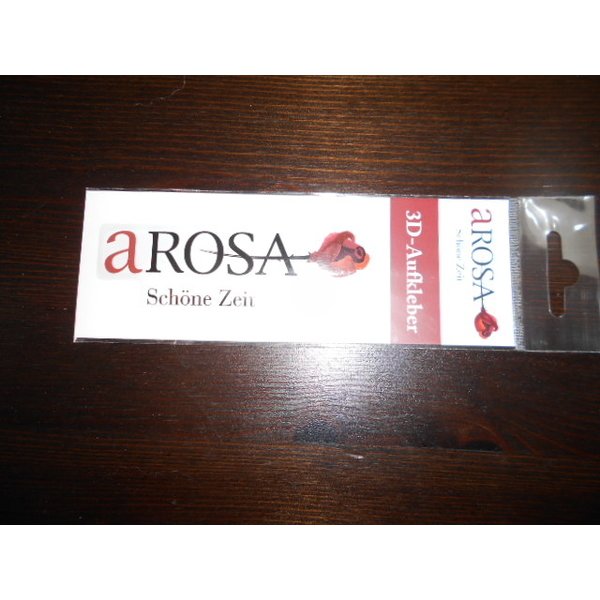 aROSA
Schöne Zeit
3D-Aufkleber
aROSA
Schöne Zeit